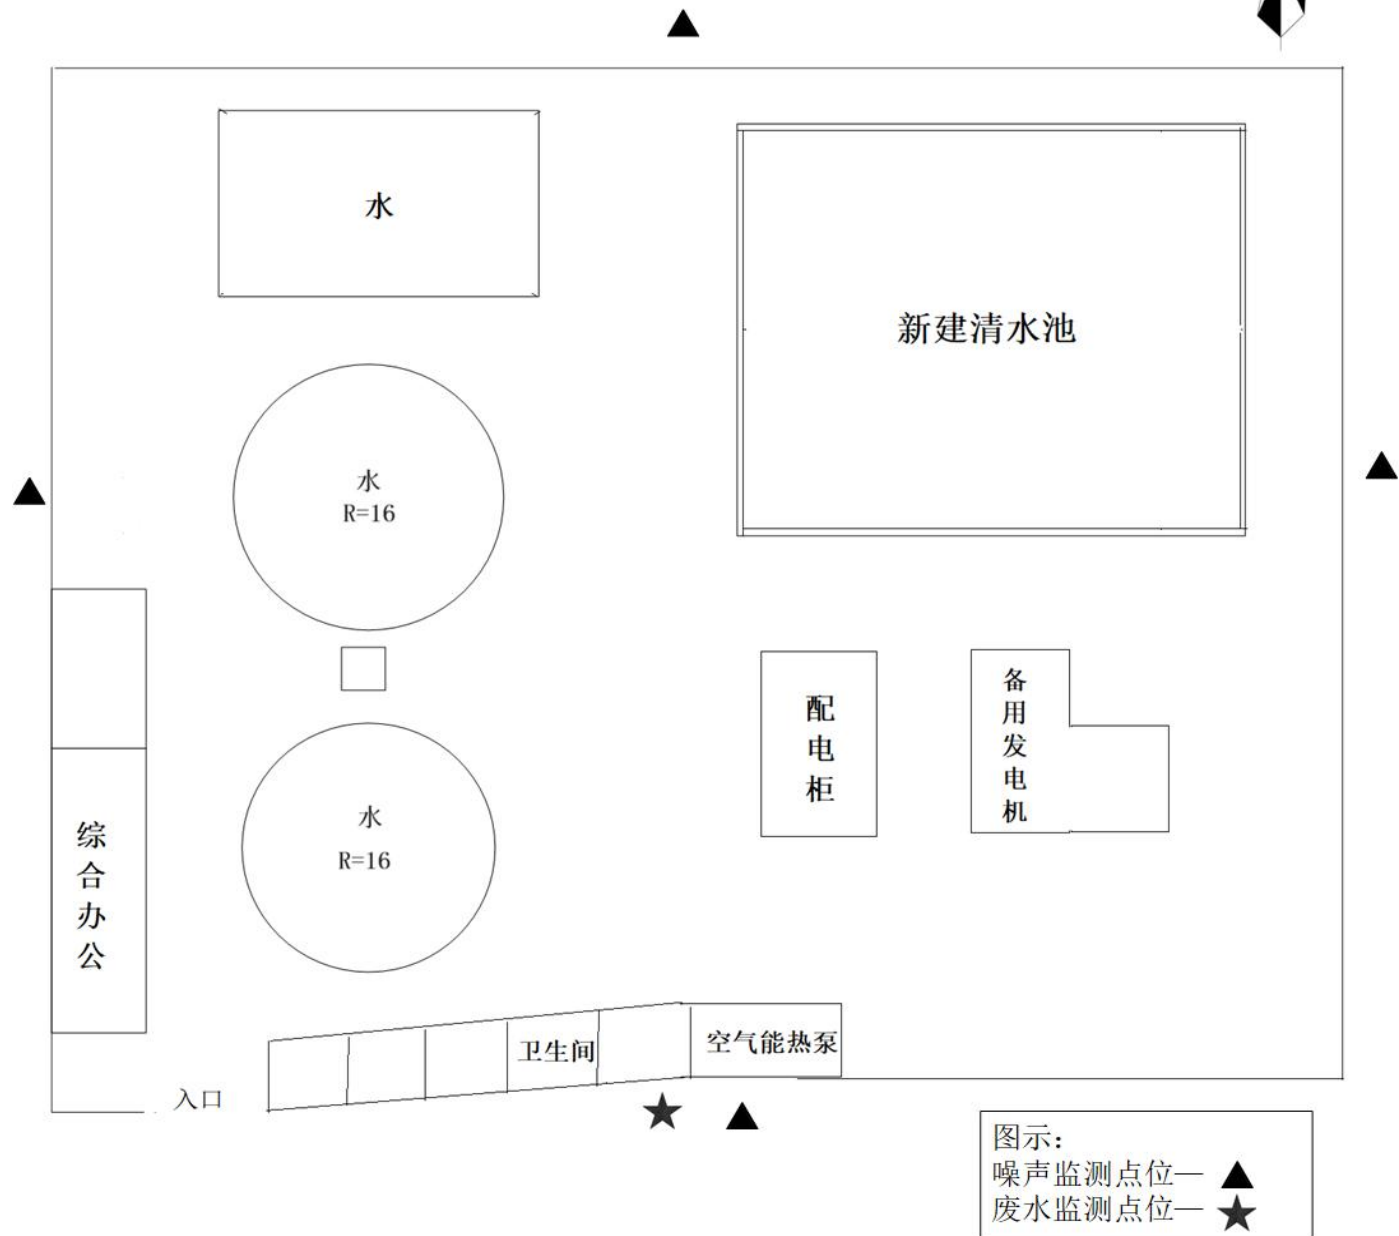 水
新建清水池
水
R=16
配电柜
备用发电机
水
R=16
综合办公
卫生间
空气能热泵
入口
图示：
噪声监测点位—
废水监测点位—